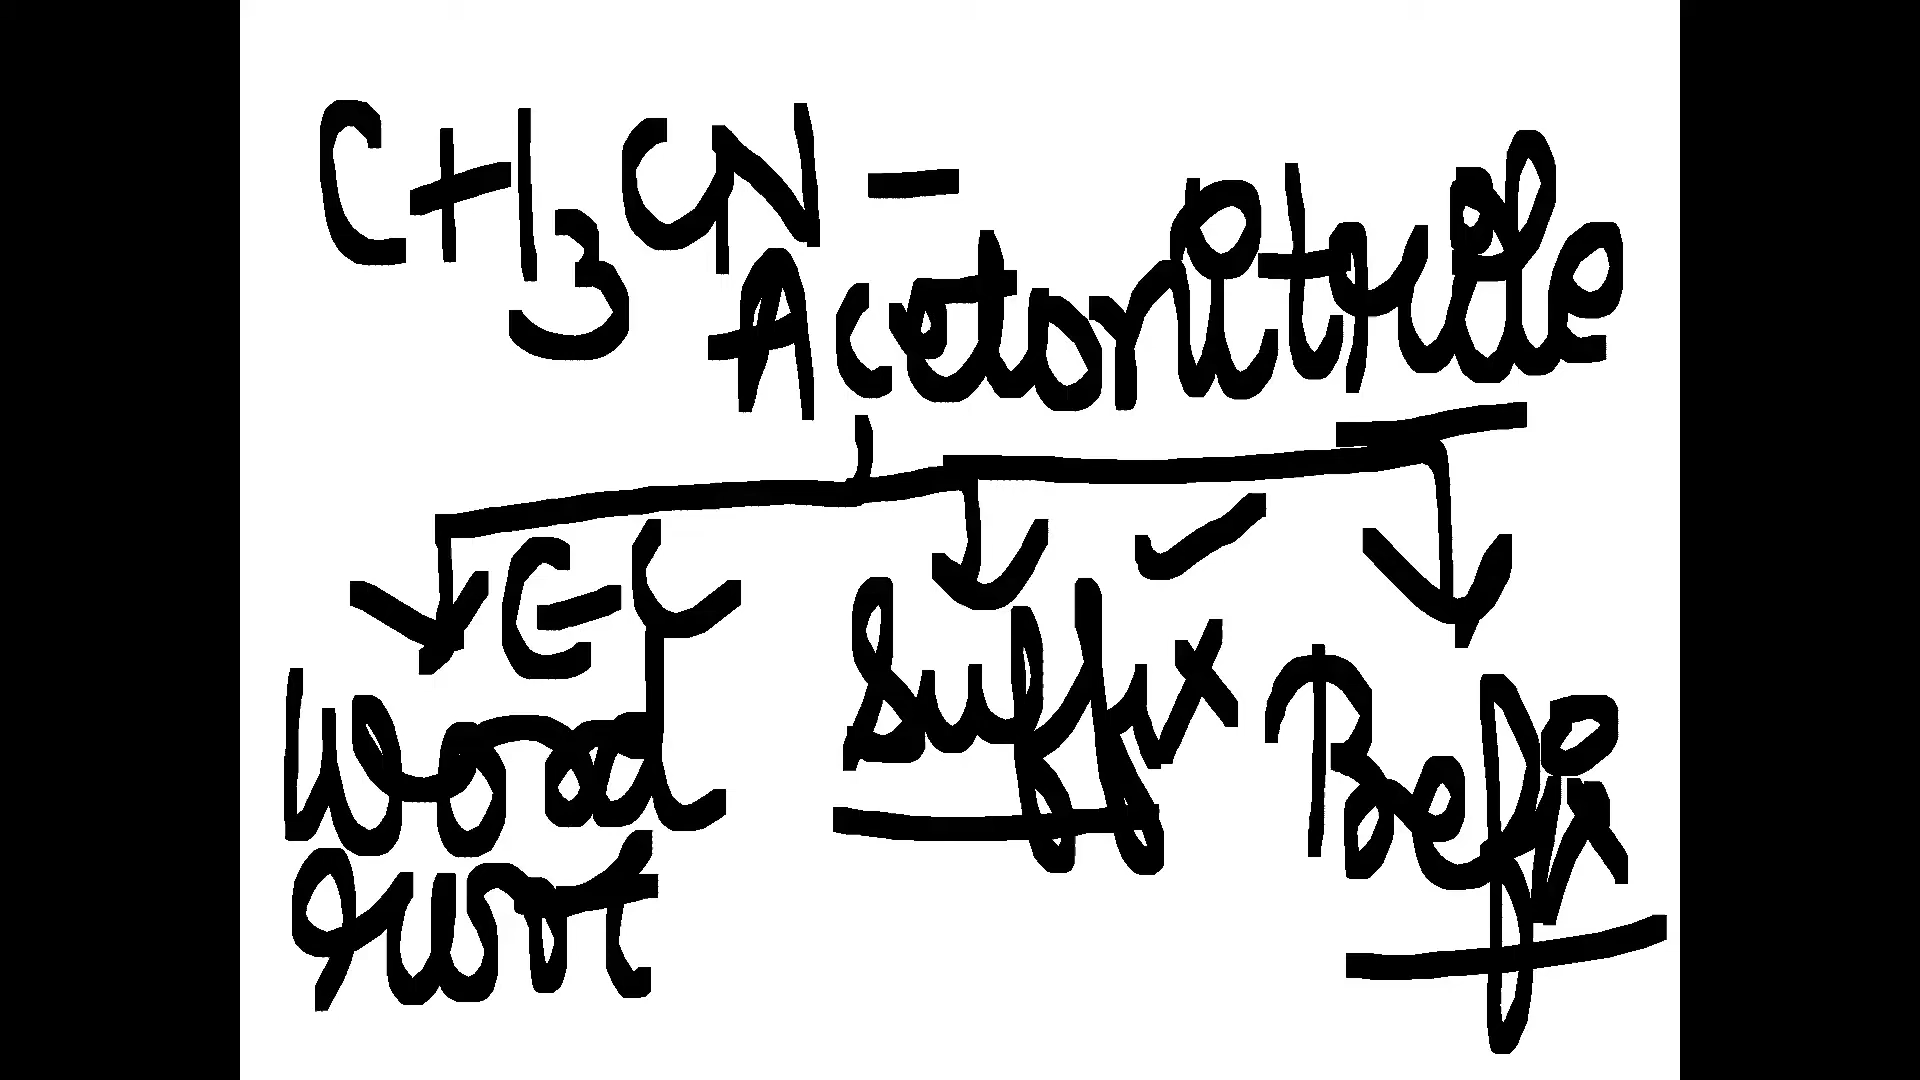 CH3CN -
Acetonitrile
C-C
Word Suffix Prefix
root